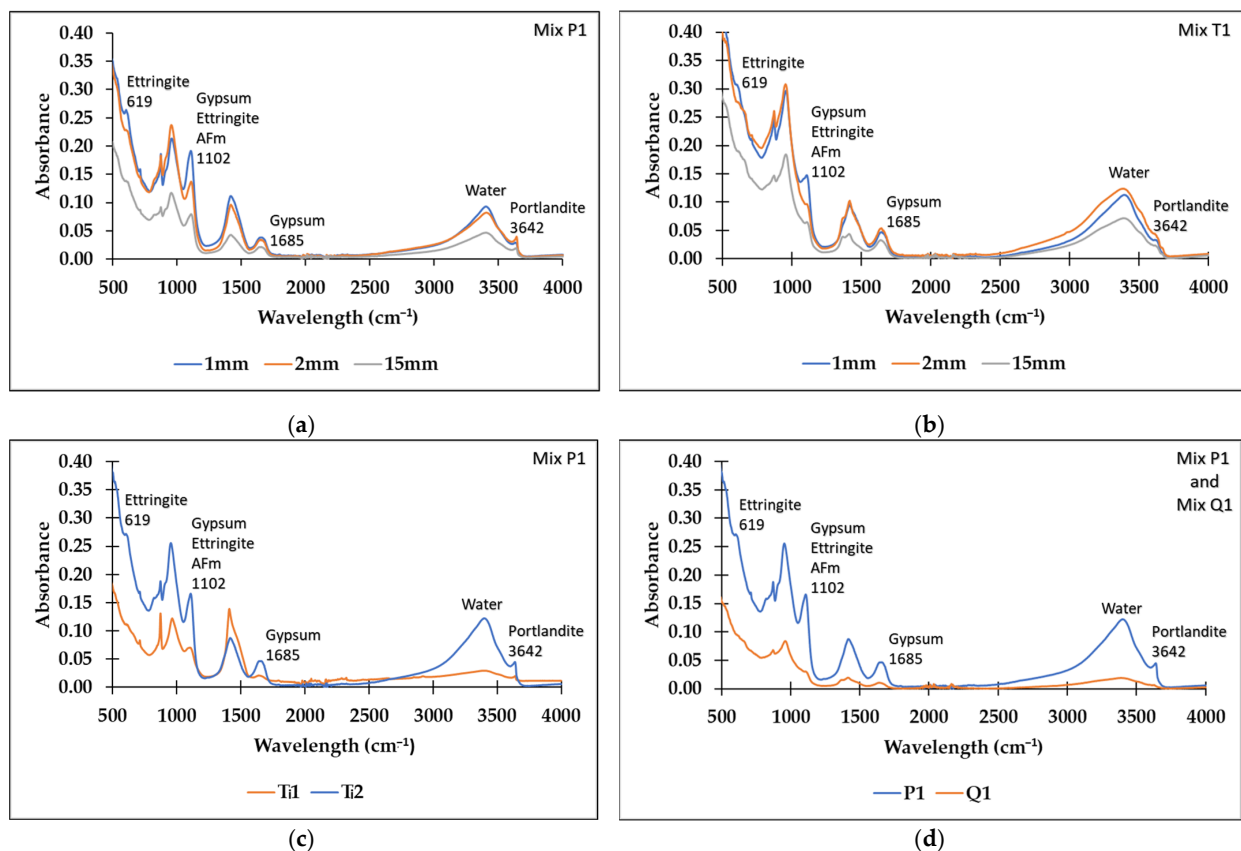 Mix P1
0.40
0.35
0.30
0.25
0.20
0.15
0.10
0.05
0.00
Absorbance
Ettringite
619
Gypsum
Ettringite
AFm
1102
Gypsum
1685
Water
Portlandite
3642
500 1000 1500 2000 2500 3000 3500 4000
Wavelength (cm⁻¹)
1mm 2mm 15mm
(a)
Mix T1
0.40
0.35
0.30
0.25
0.20
0.15
0.10
0.05
0.00
Absorbance
Ettringite
619
Gypsum
Ettringite
AFm
1102
Gypsum
1685
Water
Portlandite
3642
500 1000 1500 2000 2500 3000 3500 4000
Wavelength (cm⁻¹)
1mm 2mm 15mm
(b)
Mix P1
0.40
0.35
0.30
0.25
0.20
0.15
0.10
0.05
0.00
Absorbance
Ettringite
619
Gypsum
Ettringite
AFm
1102
Gypsum
1685
Water
Portlandite
3642
500 1000 1500 2000 2500 3000 3500 4000
Wavelength (cm⁻¹)
Tᵢ1 Tᵢ2
(c)
Mix P1
and
Mix Q1
0.40
0.35
0.30
0.25
0.20
0.15
0.10
0.05
0.00
Absorbance
Ettringite
619
Gypsum
Ettringite
AFm
1102
Gypsum
1685
Water
Portlandite
3642
500 1000 1500 2000 2500 3000 3500 4000
Wavelength (cm⁻¹)
P1 Q1
(d)